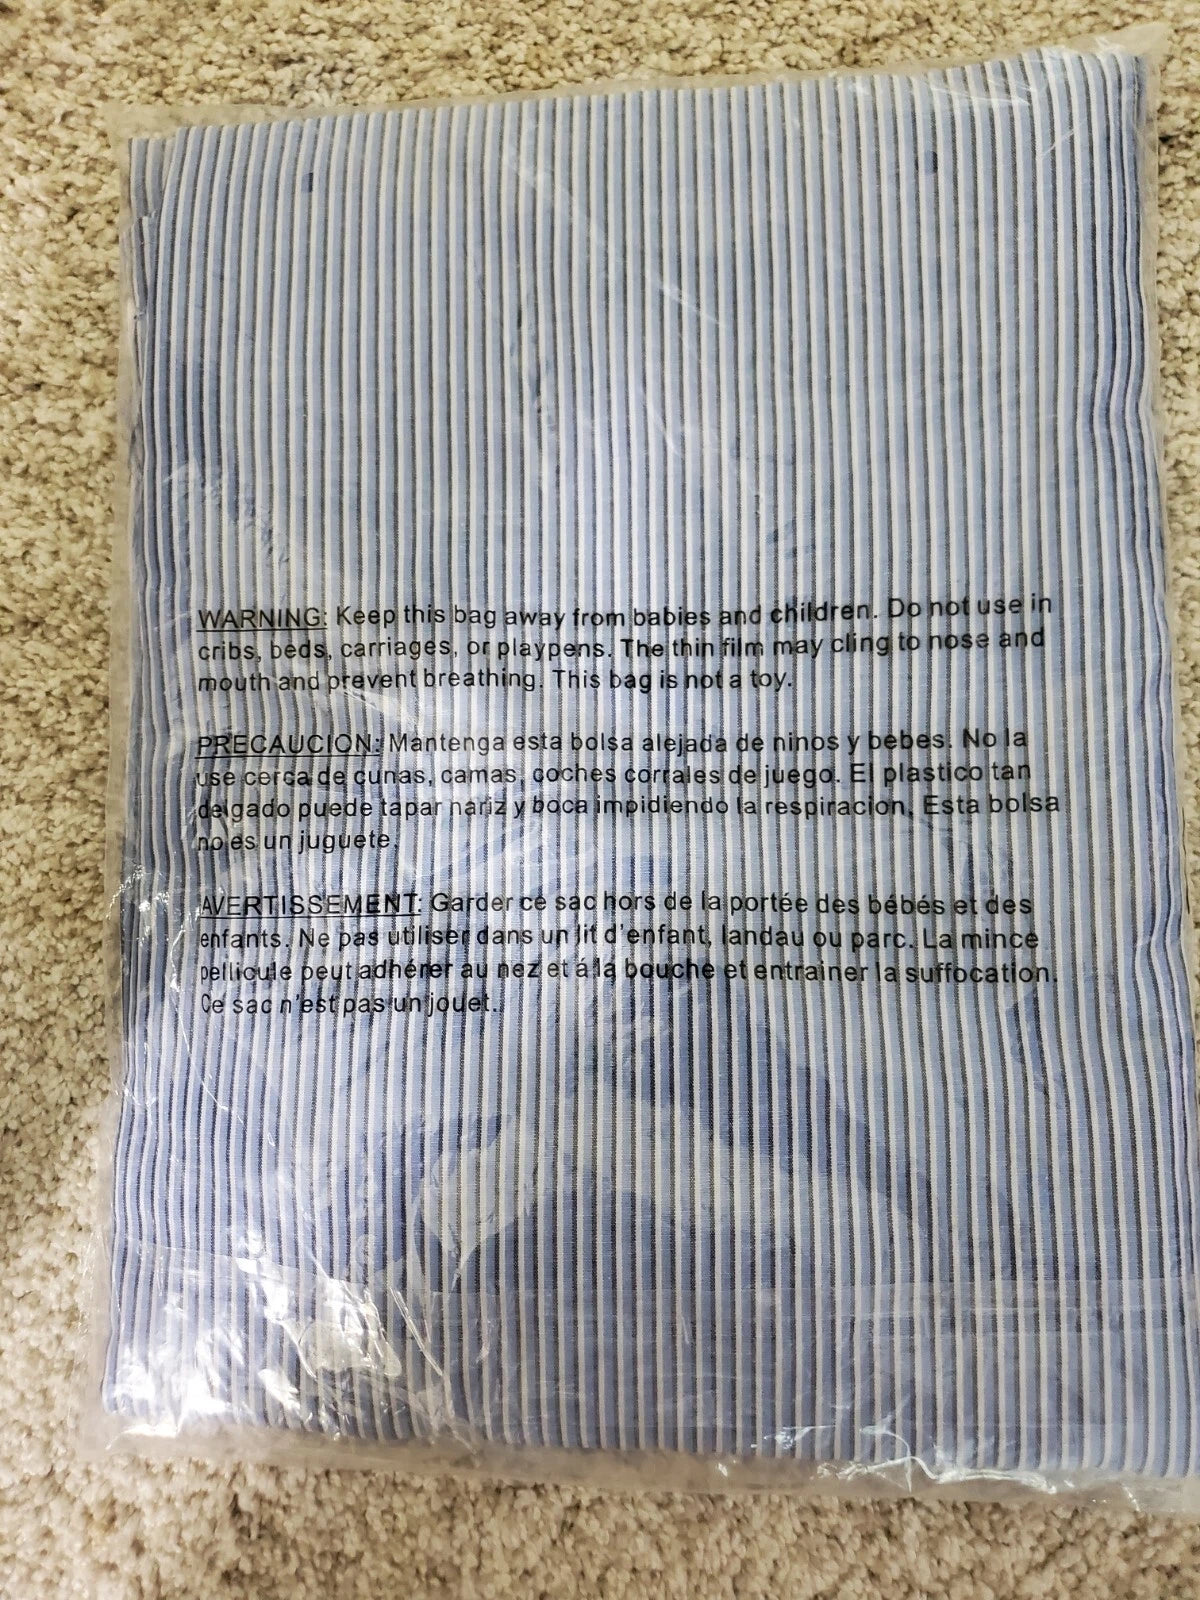 WARNING: Keep this bag away from babies and children. Do not use in
cribs, beds, carriages, or playpens. The thin film may cling to nose and
mouth and prevent breathing. This bag is not a toy.
PRECAUCION: Mantenga esta bolsa alejada de ninos y bebes. No la
use cerca de cunas, camas, coches corrales de juego. El plastico tan
delgado puede tapar nariz y boca impidiendo la respiracion. Esta bolsa
no es un juguete.
AVERTISSEMENT: Garder ce sac hors de la portée des bébés et des
enfants. Ne pas utiliser dans un lit d'enfant, landau ou parc. La mince
pellicule peut adhérer au nez et á la bouche et entrainer la suffocation.
Ce sac n'est pas un jouet.